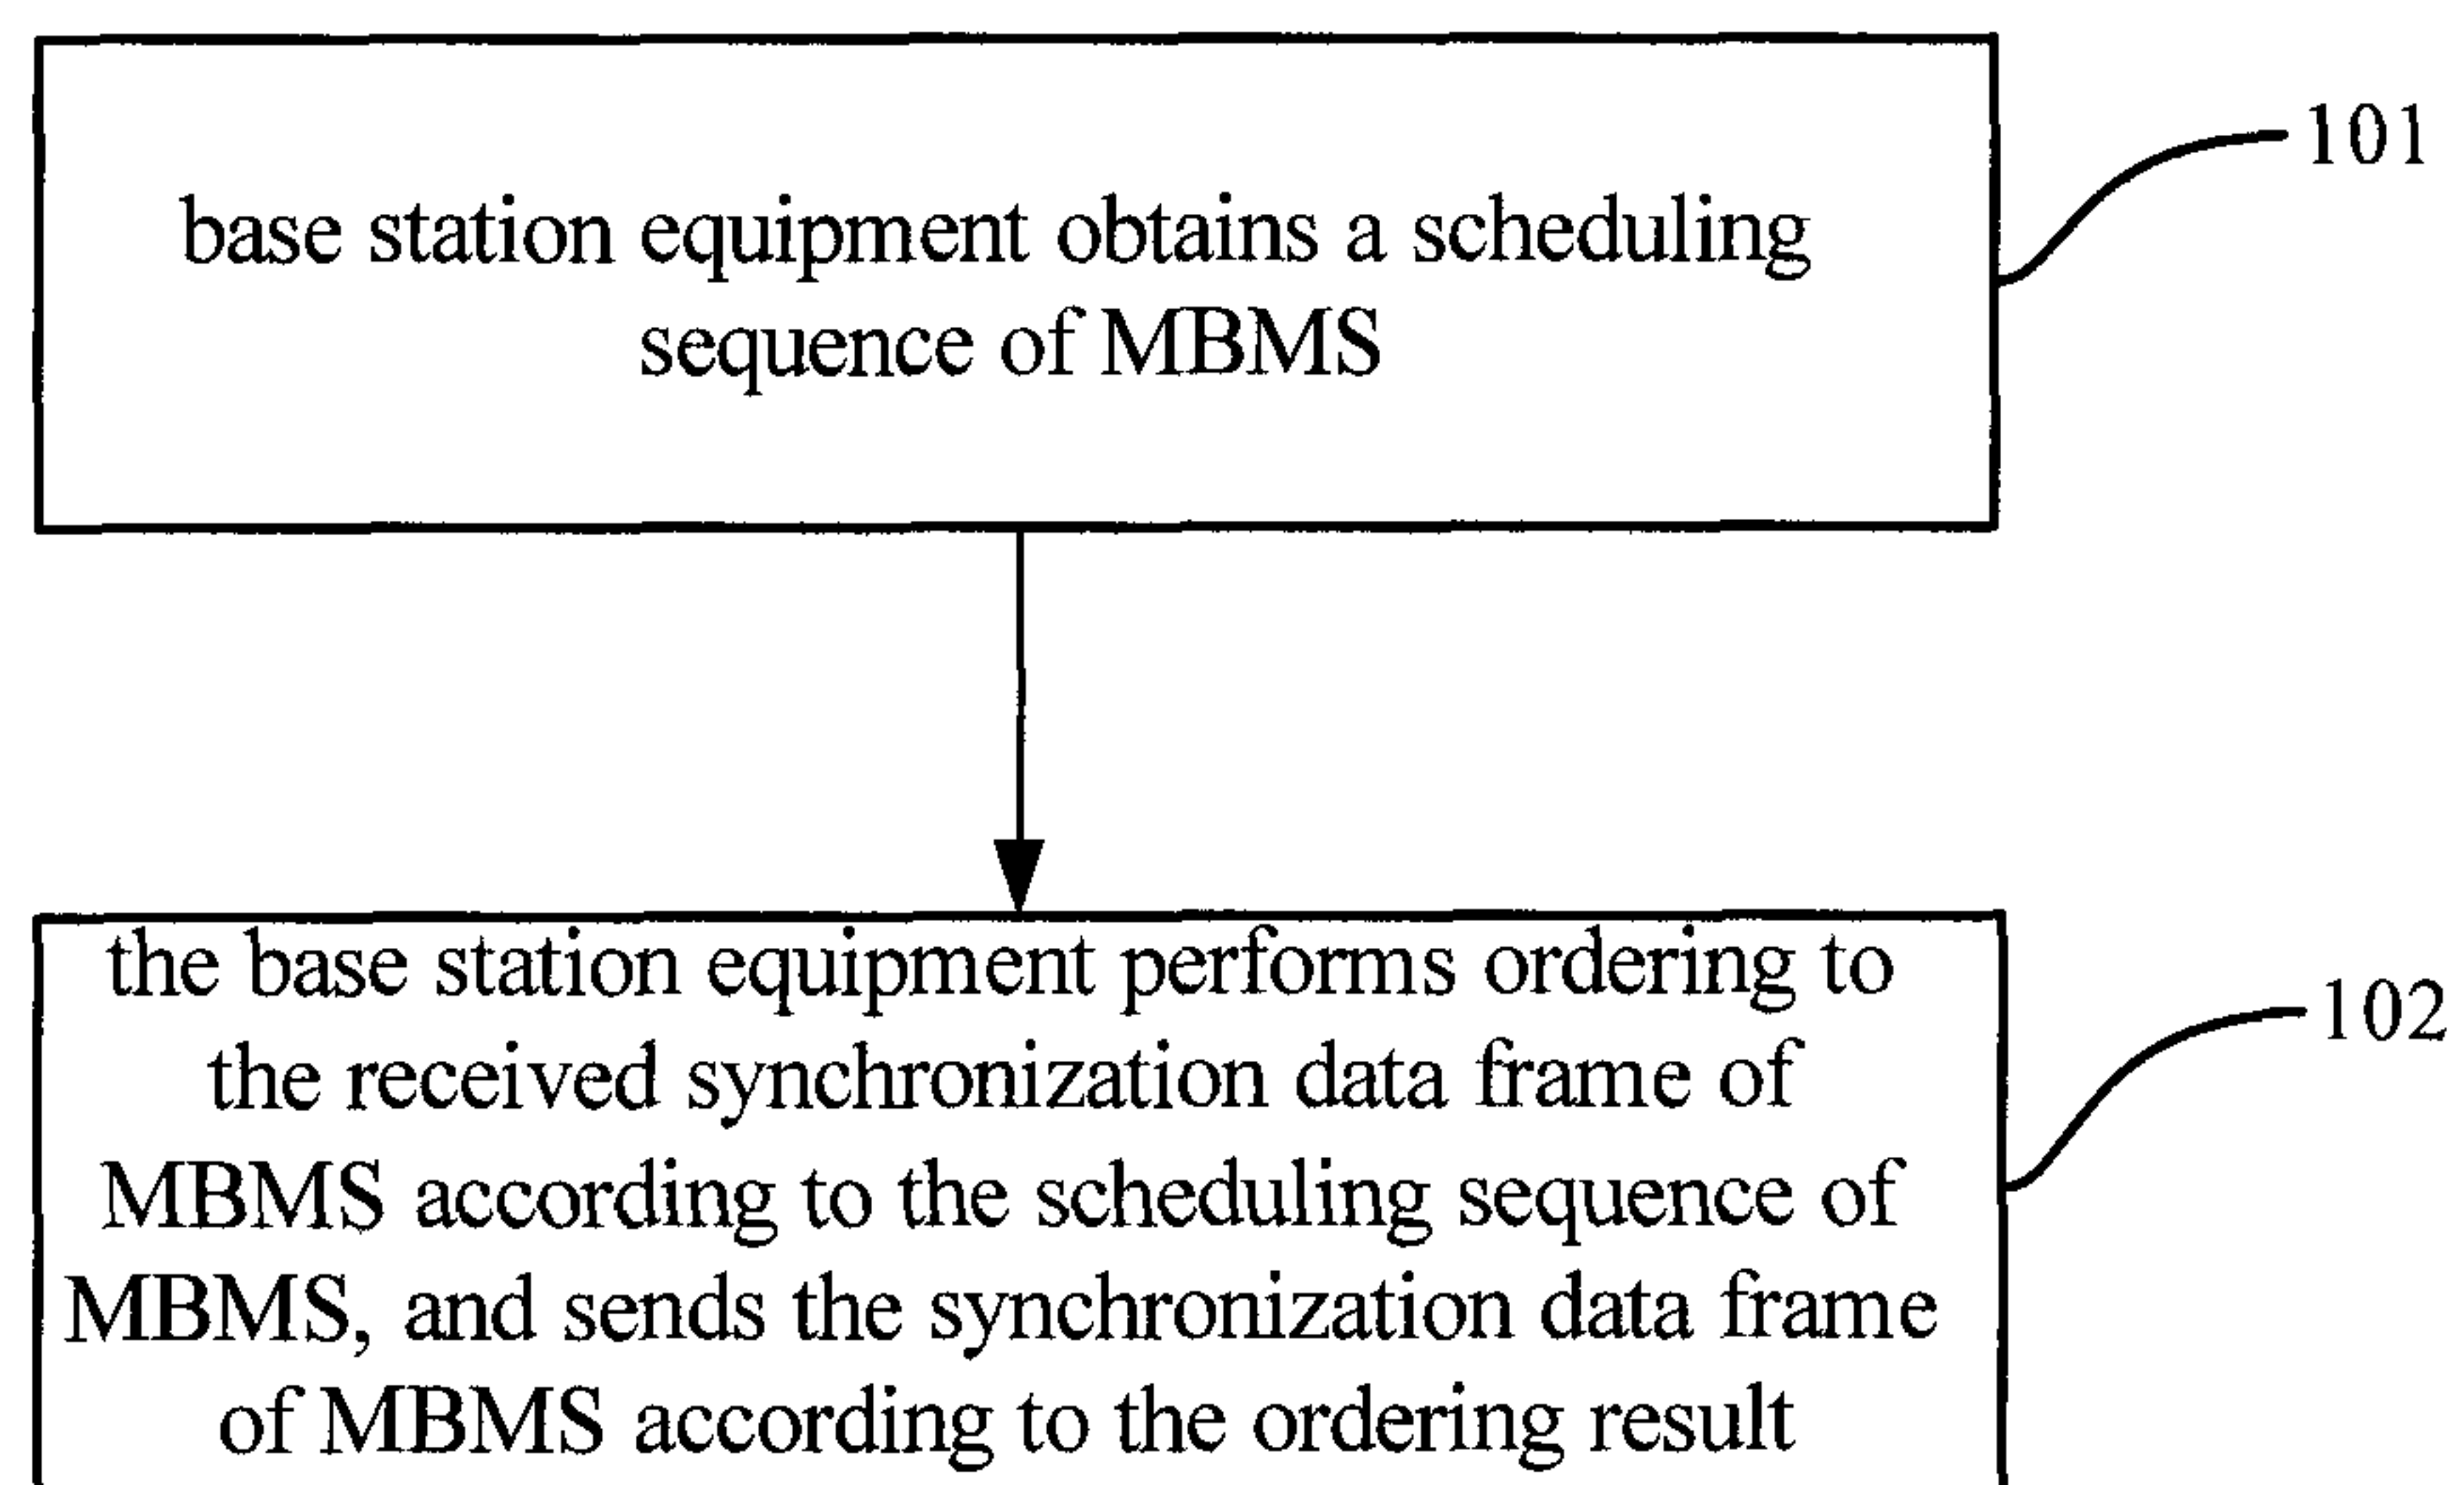 base station equipment obtains a scheduling
sequence of MBMS
101
the base station equipment performs ordering to
the received synchronization data frame of
MBMS according to the scheduling sequence of
MBMS, and sends the synchronization data frame
of MBMS according to the ordering result
102